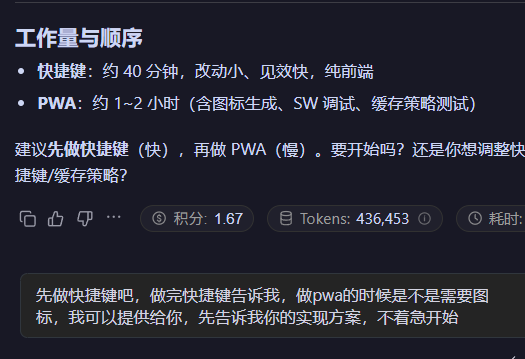 工作量与顺序
快捷键：约 40 分钟，改动小、见效快，纯前端
PWA：约 1~2 小时（含图标生成、SW 调试、缓存策略测试）
建议先做快捷键（快），再做 PWA（慢）。要开始吗？还是你想调整快
捷键/缓存策略？
积分: 1.67 Tokens: 436,453 耗时:
先做快捷键吧，做完快捷键告诉我，做pwa的时候是不是需要图
标，我可以提供给你，先告诉我你的实现方案，不着急开始